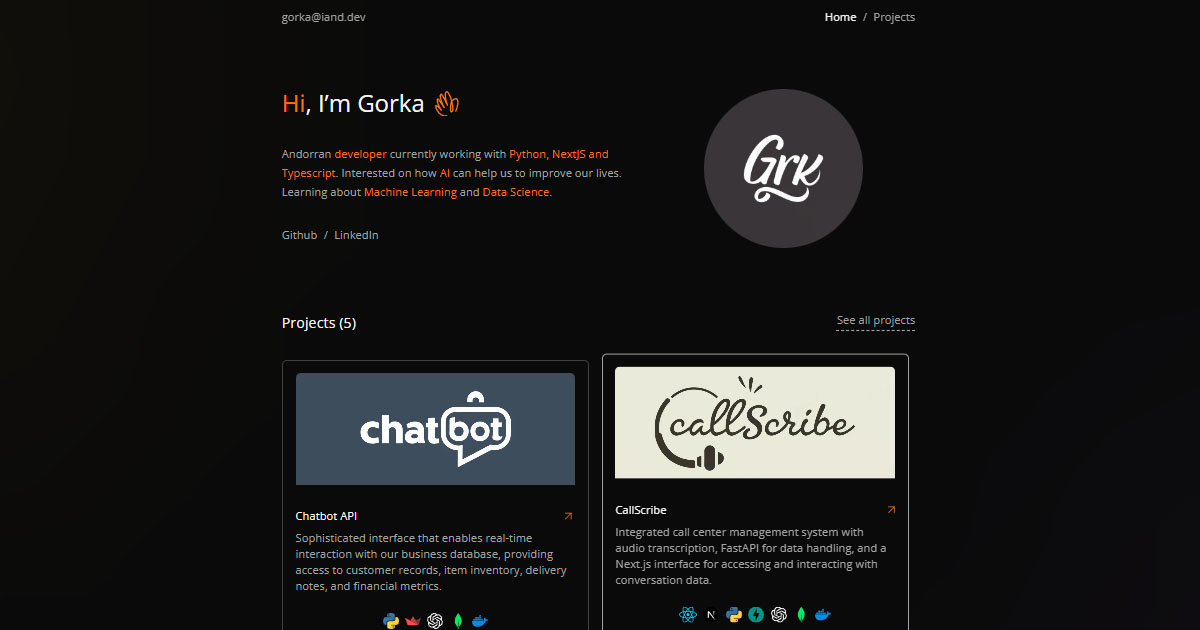 gorka@iand.dev
Home / Projects
Hi, I’m Gorka
Andorran developer currently working with Python, NextJS and
Typescript. Interested on how AI can help us to improve our lives.
Learning about Machine Learning and Data Science.
Grk
Github / LinkedIn
Projects (5)
See all projects
chatbot
Chatbot API
Sophisticated interface that enables real-time
interaction with our business database, providing
access to customer records, item inventory, delivery
notes, and financial metrics.
callScribe
CallScribe
Integrated call center management system with
audio transcription, FastAPI for data handling, and a
Next.js interface for accessing and interacting with
conversation data.
N